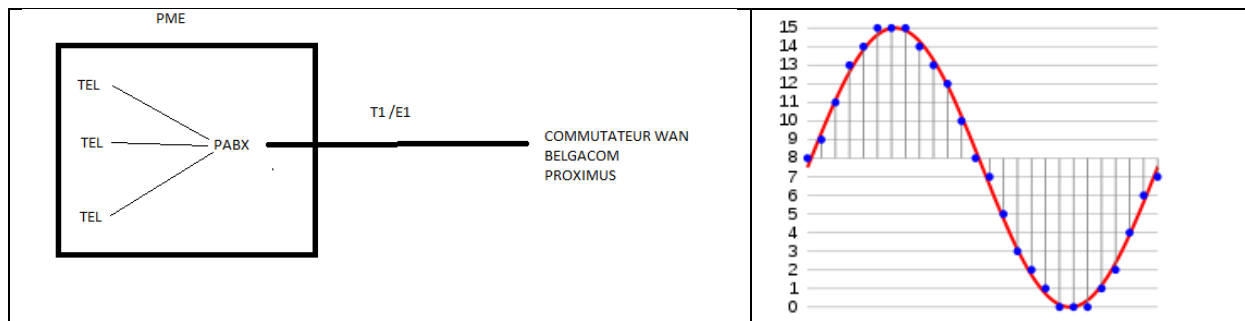 PME
TEL
TEL
TEL
PABX
T1 /E1
COMMUTATEUR WAN
BELGACOM
PROXIMUS
15
14
13
12
11
10
9
8
7
6
5
4
3
2
1
0